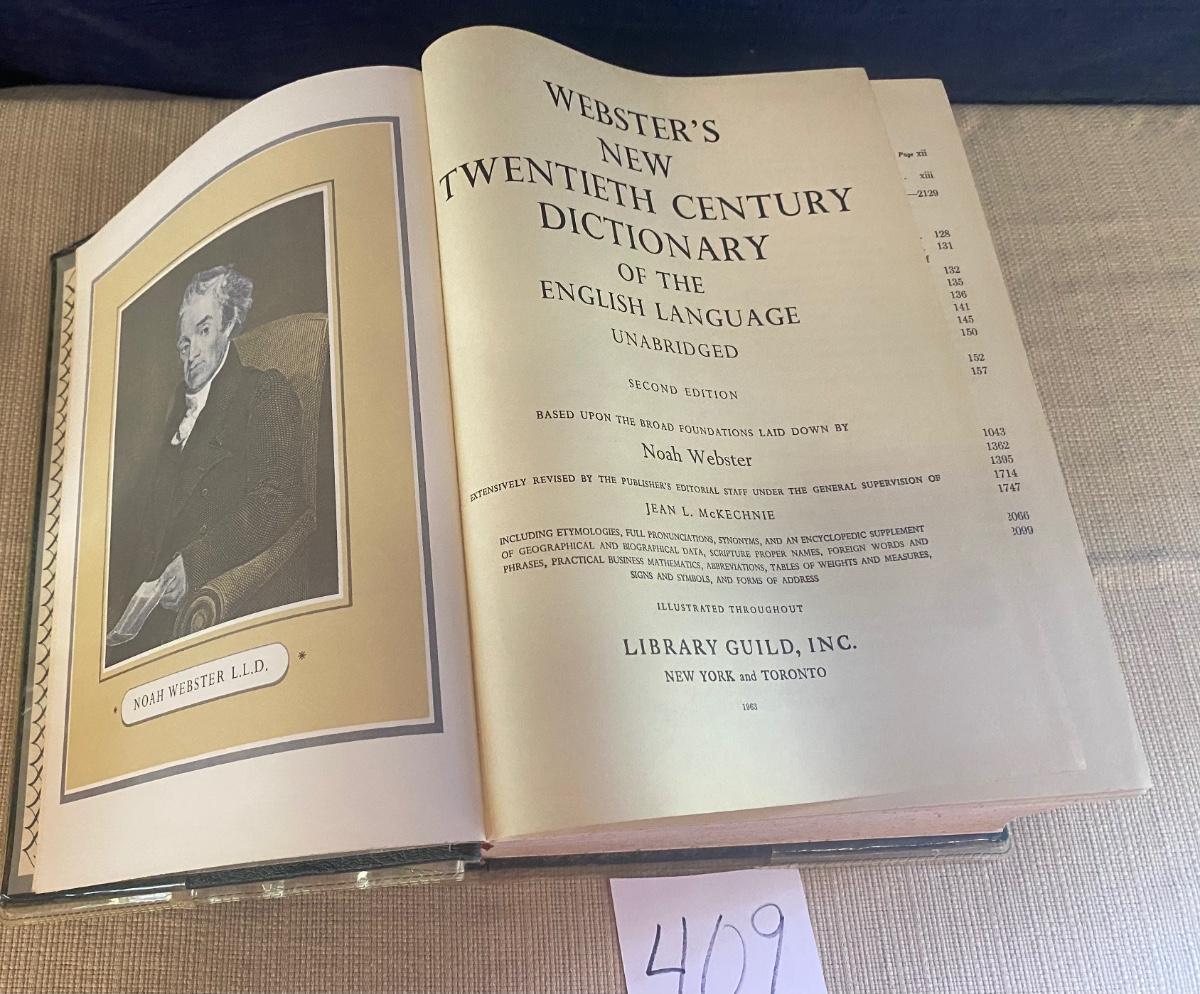 NOAH WEBSTER L.L.D.
WEBSTER'S
NEW
TWENTIETH CENTURY
DICTIONARY
OF THE
ENGLISH LANGUAGE
UNABRIDGED
SECOND EDITION
BASED UPON THE BROAD FOUNDATIONS LAID DOWN BY
Noah Webster
EXTENSIVELY REVISED BY THE PUBLISHER'S EDITORIAL STAFF UNDER THE GENERAL SUPERVISION OF
JEAN L. McKECHNIE
INCLUDING ETYMOLOGIES, FULL PRONUNCIATIONS, SYNONYMS, AND AN ENCYCLOPEDIC SUPPLEMENT
OF GEOGRAPHICAL AND BIOGRAPHICAL DATA, SCRIPTURE PROPER NAMES, FOREIGN WORDS AND
PHRASES, PRACTICAL BUSINESS MATHEMATICS, ABBREVIATIONS, TABLES OF WEIGHTS AND MEASURES,
SIGNS AND SYMBOLS, AND FORMS OF ADDRESS
ILLUSTRATED THROUGHOUT
LIBRARY GUILD, INC.
NEW YORK and TORONTO
1963
Page xii
. xiii
—2129
. 128
. 131
f
132
135
136
141
145
150
152
157
1043
1362
1395
1714
1747
2066
2099
409